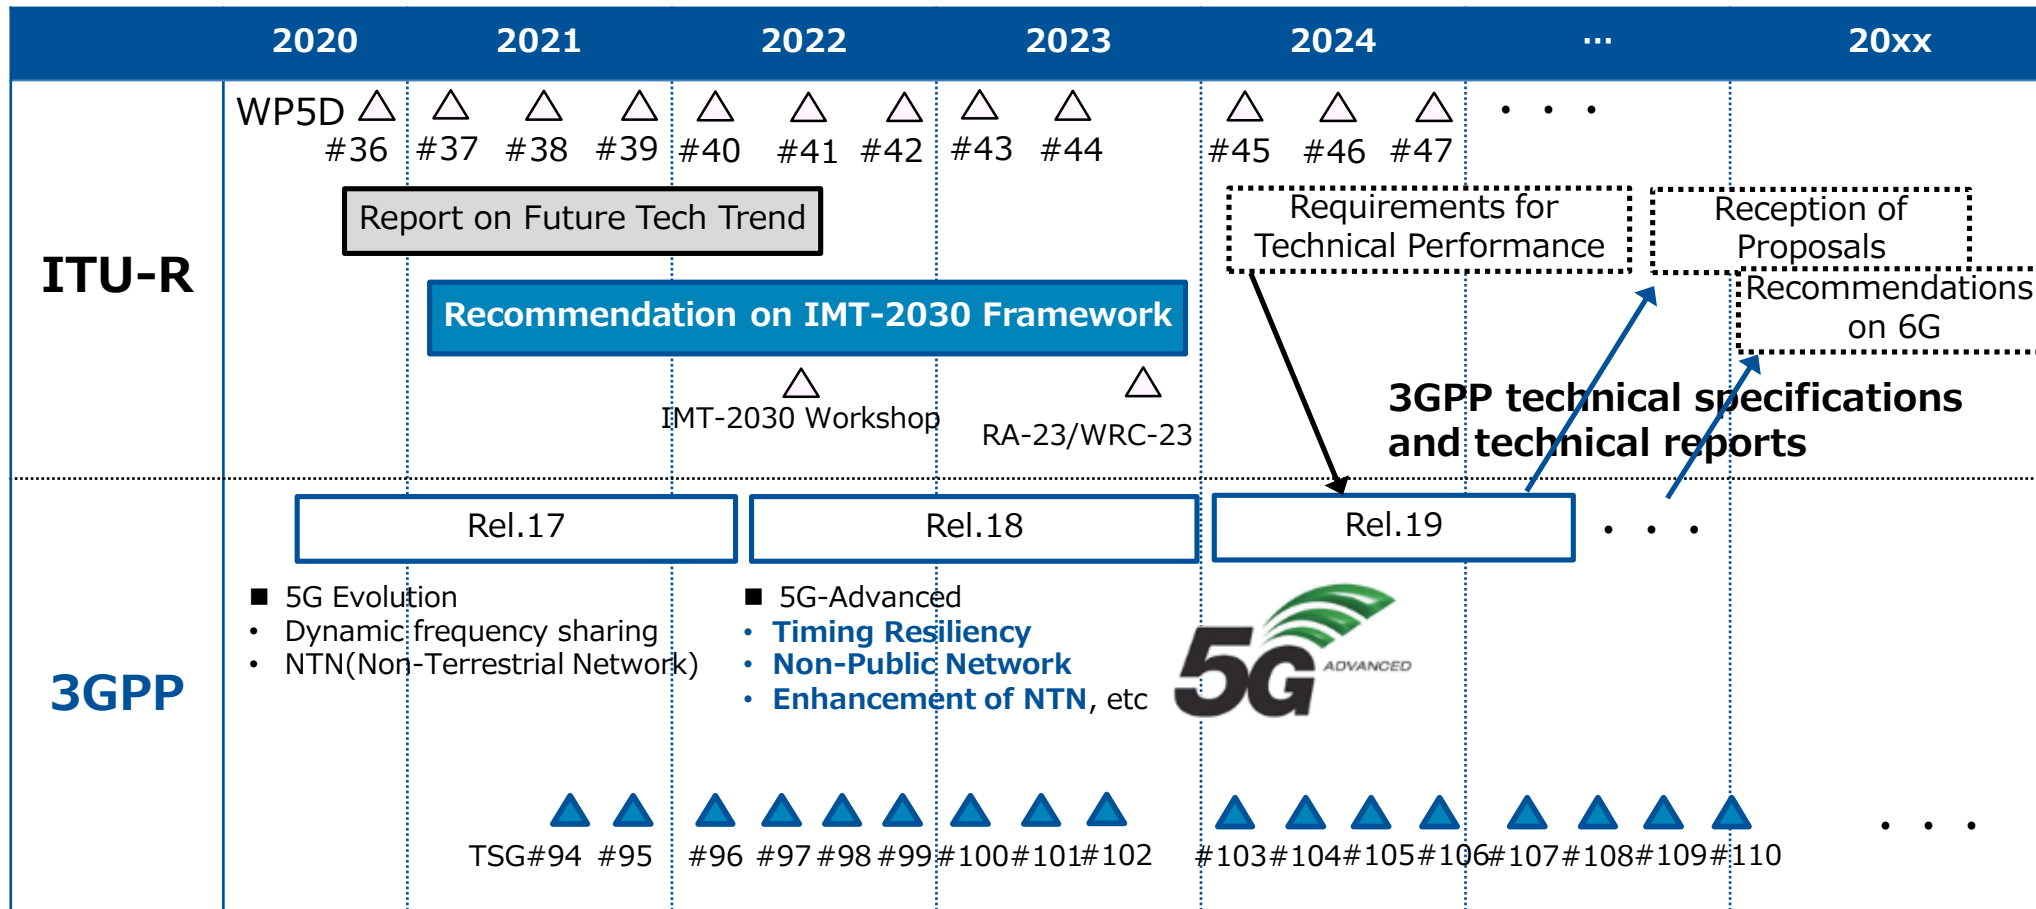 2020 2021 2022 2023 2024 ... 20xx
WP5D
#36 #37 #38 #39 #40 #41 #42 #43 #44 #45 #46 #47 ・・・
ITU-R
Report on Future Tech Trend
Requirements for
Technical Performance
Reception of
Proposals
Recommendation on IMT-2030 Framework
Recommendations
on 6G
IMT-2030 Workshop
RA-23/WRC-23
3GPP technical specifications
and technical reports
3GPP
Rel.17 Rel.18 Rel.19 ・・・
■ 5G Evolution
• Dynamic frequency sharing
• NTN(Non-Terrestrial Network)
■ 5G-Advanced
• Timing Resiliency
• Non-Public Network
• Enhancement of NTN, etc
5G
ADVANCED
TSG#94 #95 #96 #97 #98 #99 #100 #101 #102 #103 #104 #105 #106 #107 #108 #109 #110 ・・・